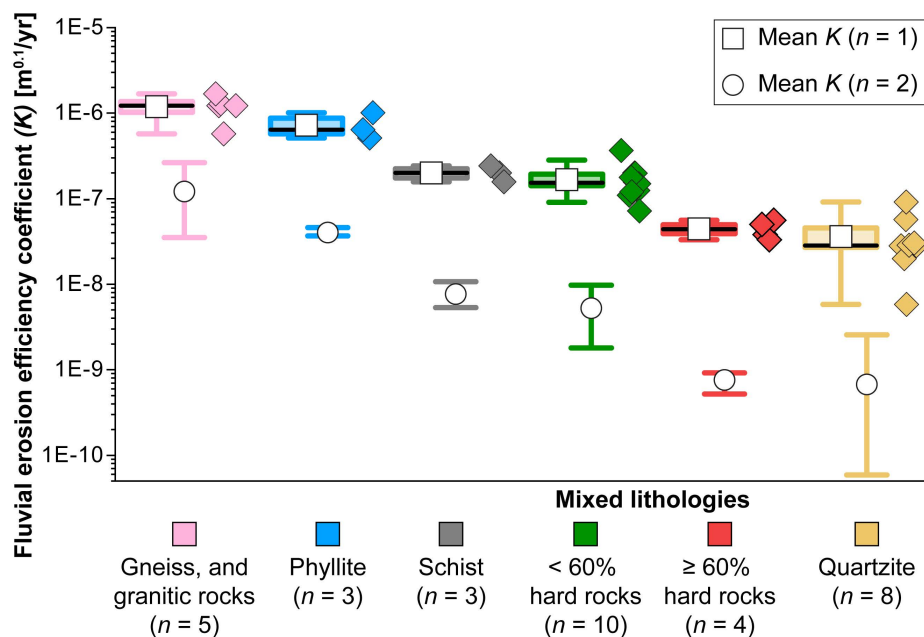 Fluvial erosion efficiency coefficient (K) [m⁰·¹/yr]
1E-5
1E-6
1E-7
1E-8
1E-9
1E-10
Mean K (n = 1)
Mean K (n = 2)
Mixed lithologies
Gneiss, and
granitic rocks
(n = 5)
Phyllite
(n = 3)
Schist
(n = 3)
< 60%
hard rocks
(n = 10)
≥ 60%
hard rocks
(n = 4)
Quartzite
(n = 8)